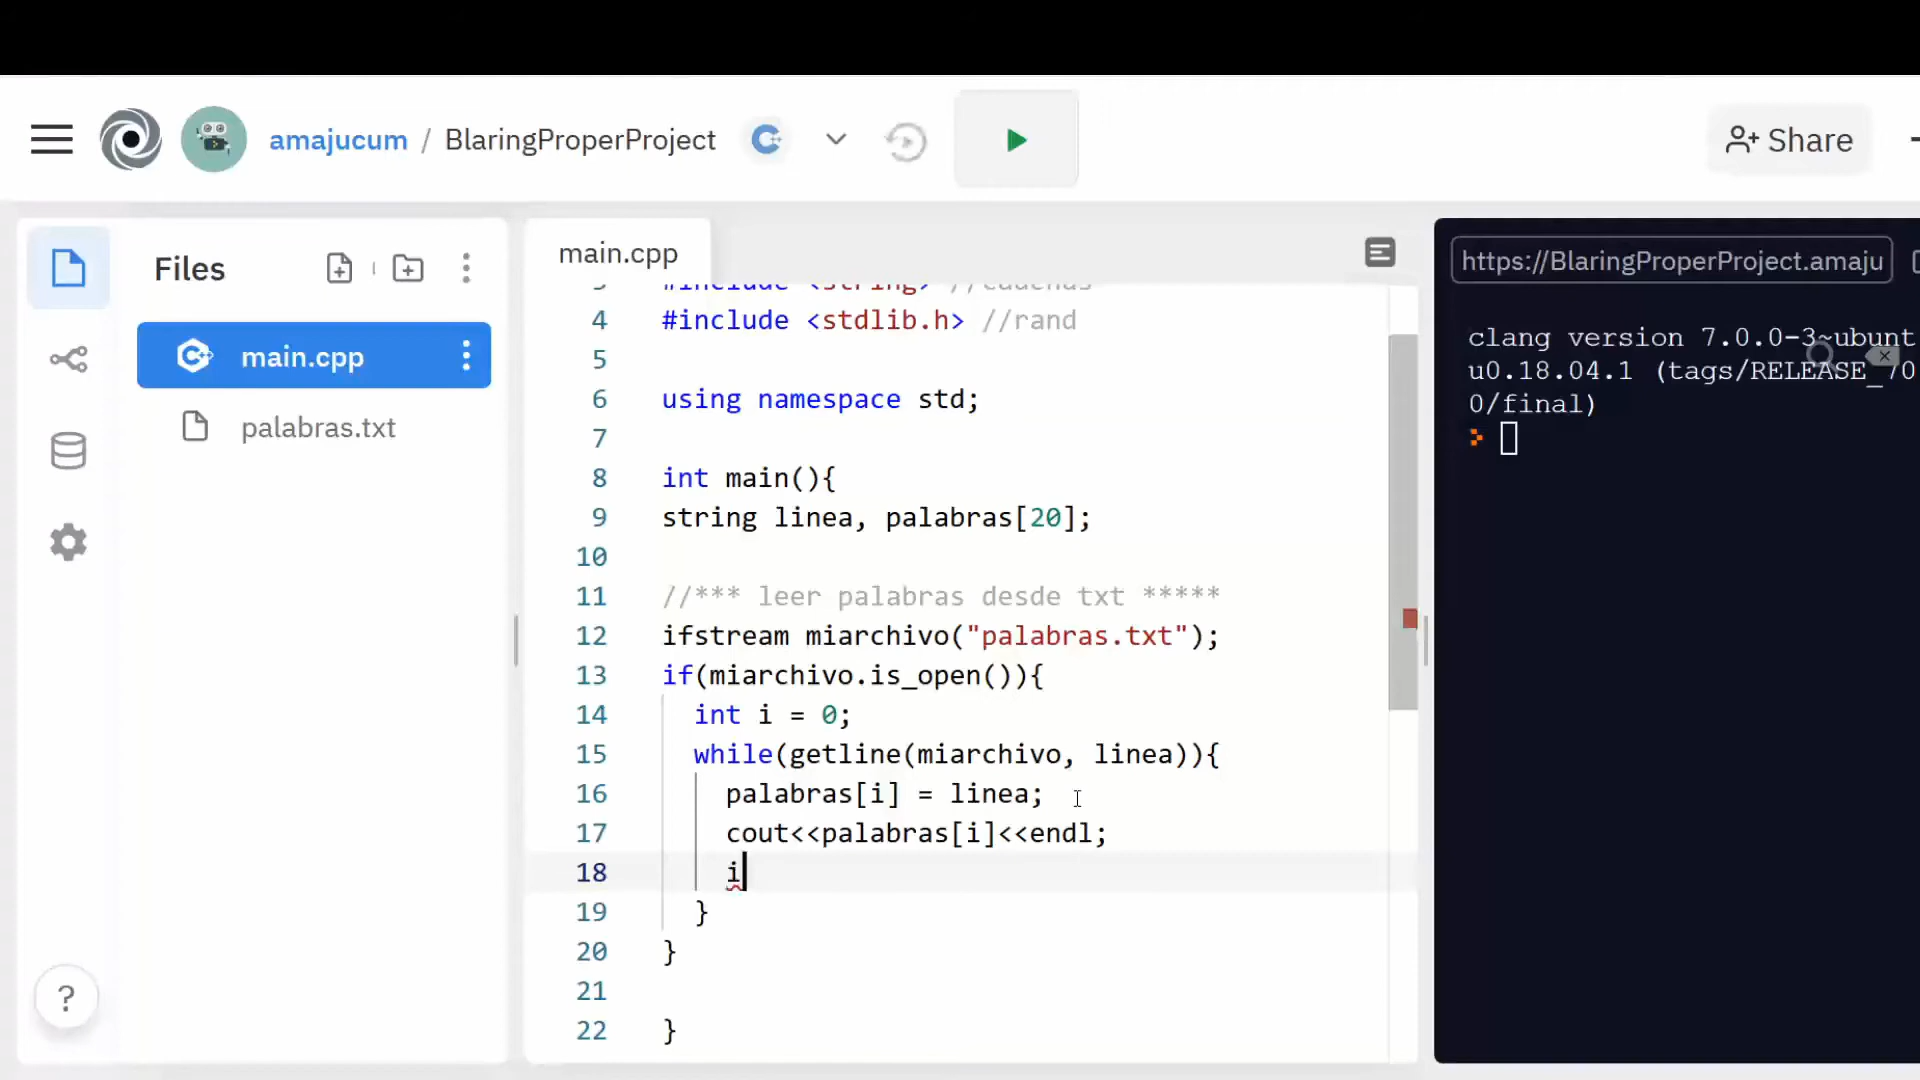 amajucum / BlaringProperProject
Share
Files
main.cpp
palabras.txt
?
main.cpp
3 #include <string> //cadenas
4 #include <stdlib.h> //rand
5
6 using namespace std;
7
8 int main(){
9 string linea, palabras[20];
10
11 //*** leer palabras desde txt *****
12 ifstream miarchivo("palabras.txt");
13 if(miarchivo.is_open()){
14 int i = 0;
15 while(getline(miarchivo, linea)){
16 palabras[i] = linea;
17 cout<<palabras[i]<<endl;
18 i
19 }
20 }
21
22 }
https://BlaringProperProject.amaju
clang version 7.0.0-3~ubunt
u0.18.04.1 (tags/RELEASE_70
0/final)